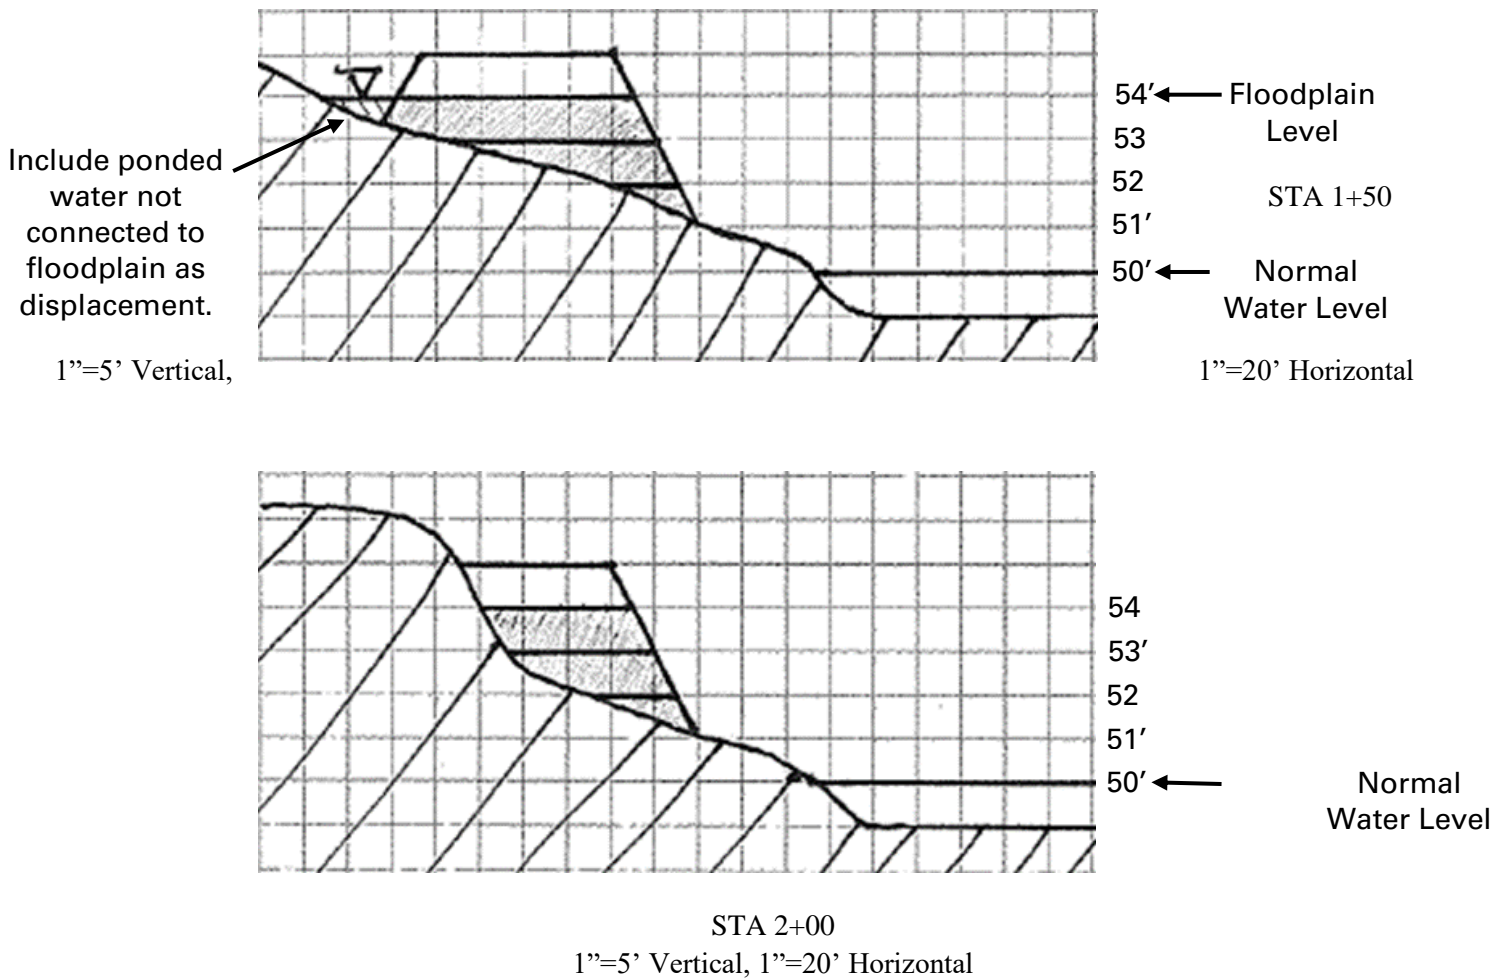 54’
Floodplain
Level
53
Include ponded
water not
connected to
floodplain as
displacement.
52
STA 1+50
51’
50’
Normal
Water Level
1”=5’ Vertical,
1”=20’ Horizontal
54
53’
52
51’
50’
Normal
Water Level
STA 2+00
1”=5’ Vertical, 1”=20’ Horizontal